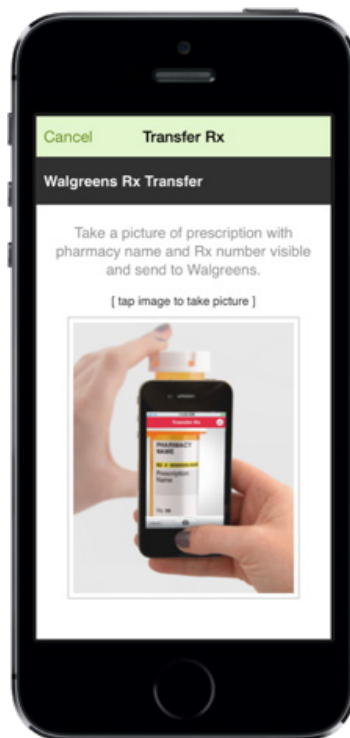 Cancel Transfer Rx
Walgreens Rx Transfer
Take a picture of prescription with
pharmacy name and Rx number visible
and send to Walgreens.
[ tap image to take picture ]
Transfer Rx
PHARMACY
NAME
Prescription
Name